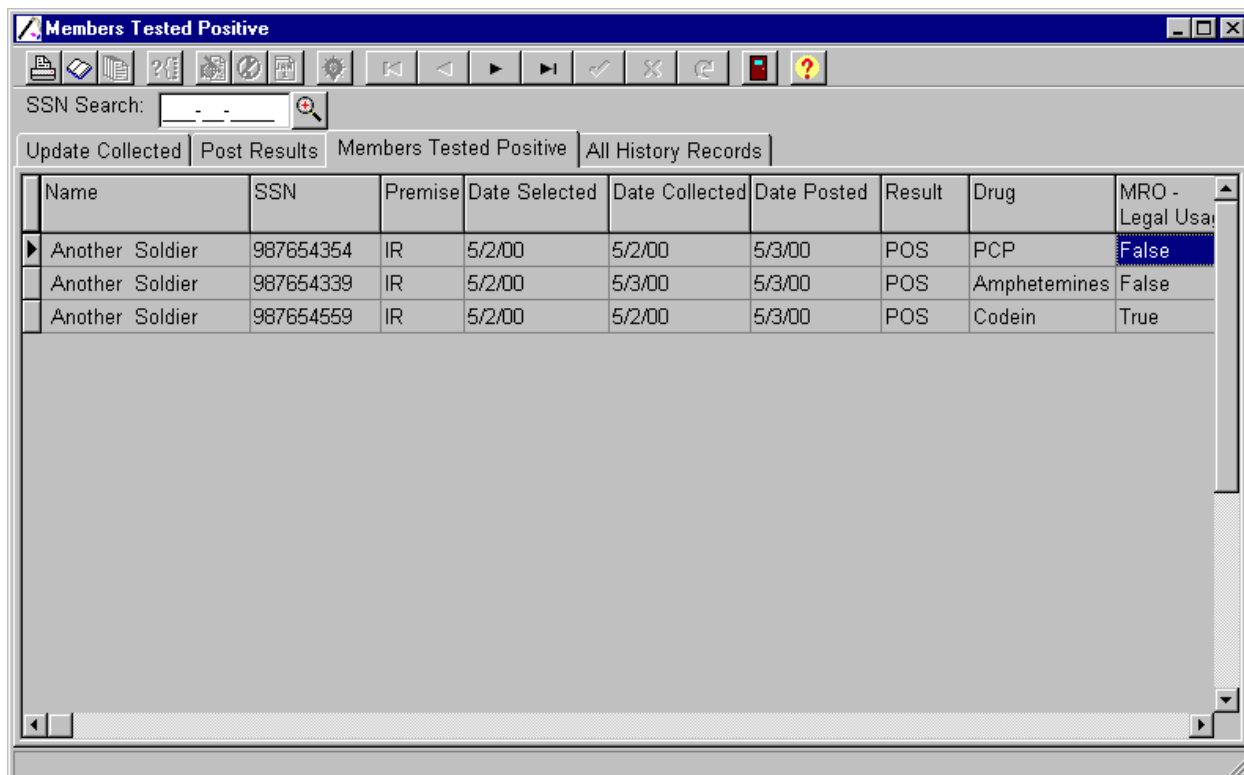 Members Tested Positive
SSN Search: ___-__-____
Update Collected Post Results Members Tested Positive All History Records
Name SSN Premise Date Selected Date Collected Date Posted Result Drug MRO -
Legal Usag
Another Soldier 987654354 IR 5/2/00 5/2/00 5/3/00 POS PCP False
Another Soldier 987654339 IR 5/2/00 5/3/00 5/3/00 POS Amphetemines False
Another Soldier 987654559 IR 5/2/00 5/2/00 5/3/00 POS Codein True